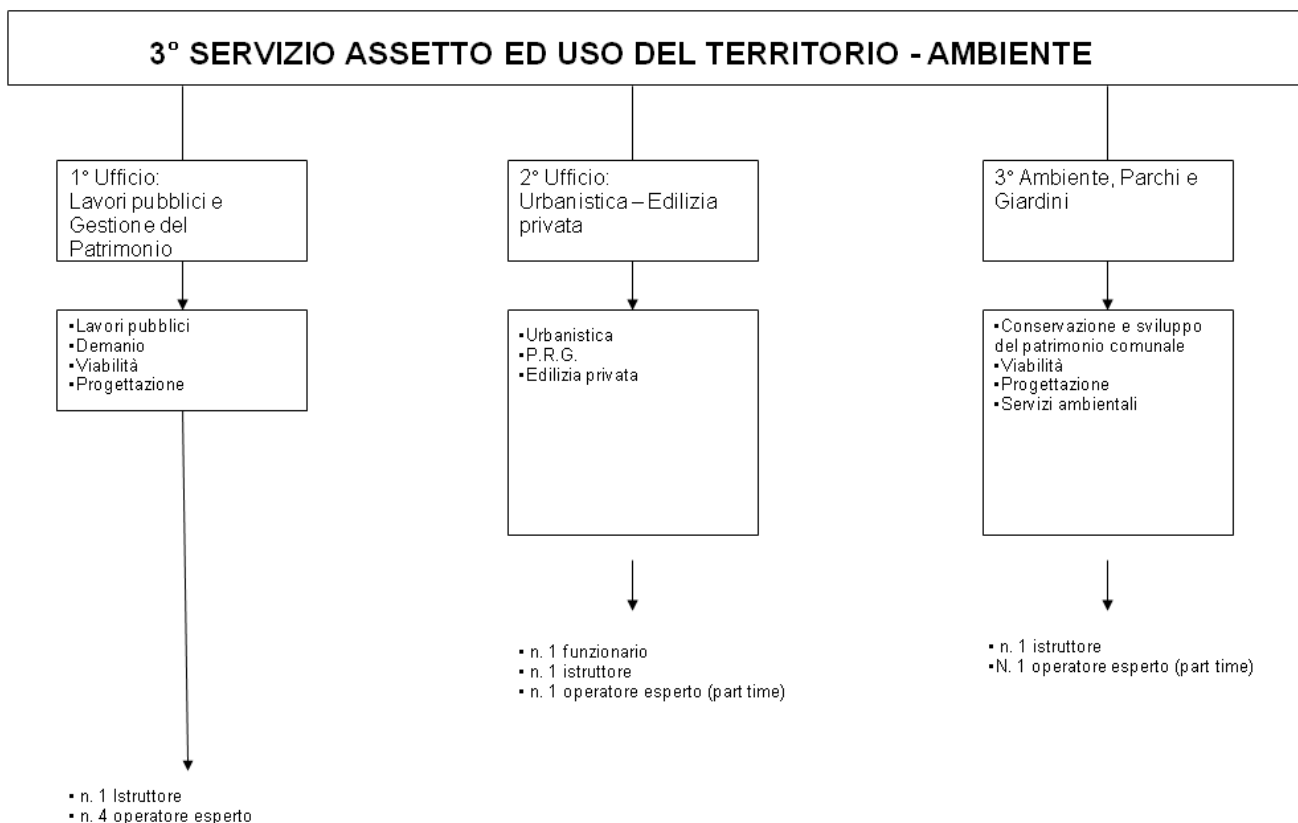 3° SERVIZIO ASSETTO ED USO DEL TERRITORIO - AMBIENTE
1° Ufficio:
Lavori pubblici e
Gestione del
Patrimonio
2° Ufficio:
Urbanistica – Edilizia
privata
3° Ambiente, Parchi e
Giardini
▪Lavori pubblici
▪Demanio
▪Viabilità
▪Progettazione
▪Urbanistica
▪P.R.G.
▪Edilizia privata
▪Conservazione e sviluppo
del patrimonio comunale
▪Viabilità
▪Progettazione
▪Servizi ambientali
▪ n. 1 funzionario
▪ n. 1 istruttore
▪ n. 1 operatore esperto (part time)
▪ n. 1 istruttore
▪N. 1 operatore esperto (part time)
▪ n. 1 Istruttore
▪ n. 4 operatore esperto